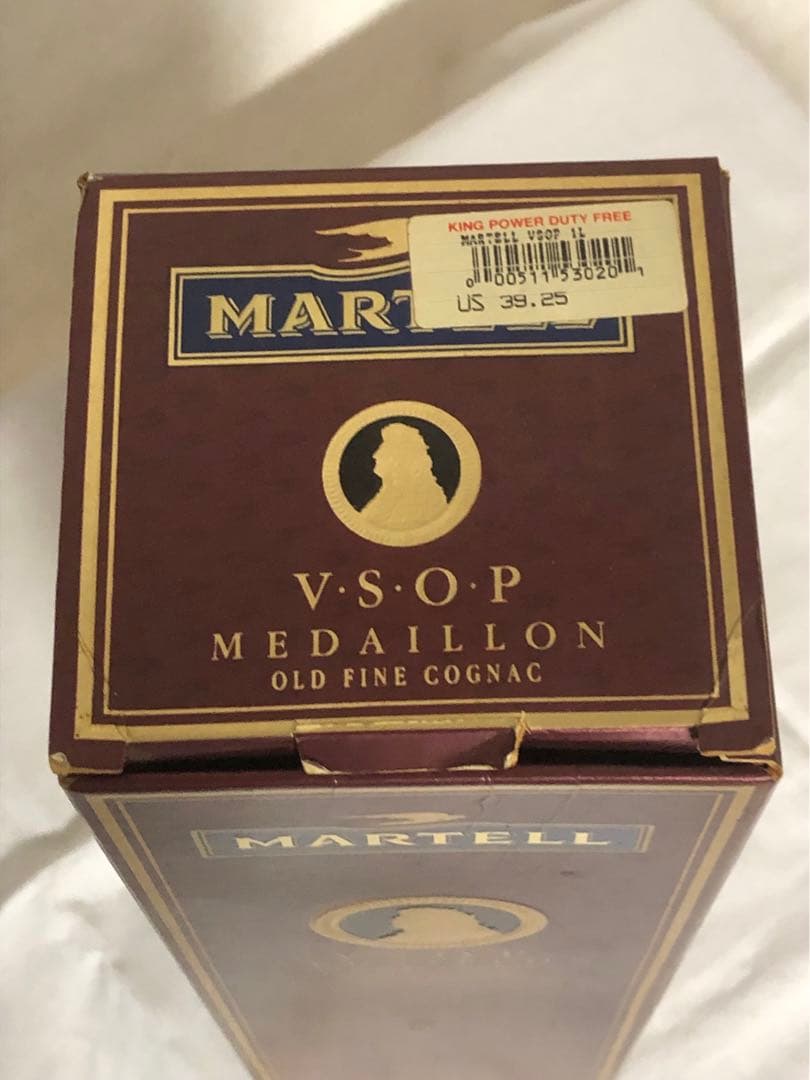 KING POWER DUTY FREE
MARTELL VSOP 1L
0 00511 53020 1
US 39.25
MARTELL
V·S·O·P
MEDAILLON
OLD FINE COGNAC
MARTELL